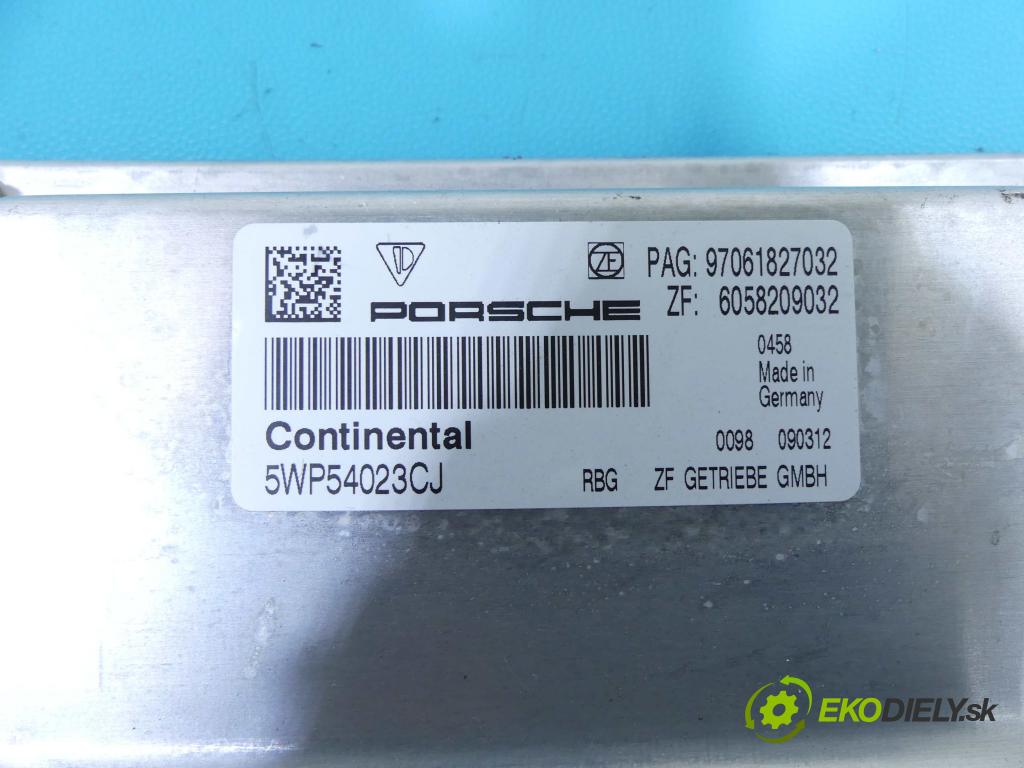 ZF PAG: 97061827032
PORSCHE ZF: 6058209032
0458
Made in
Germany
Continental 0098 090312
5WP54023CJ RBG ZF GETRIEBE GMBH
EKODIELY.sk